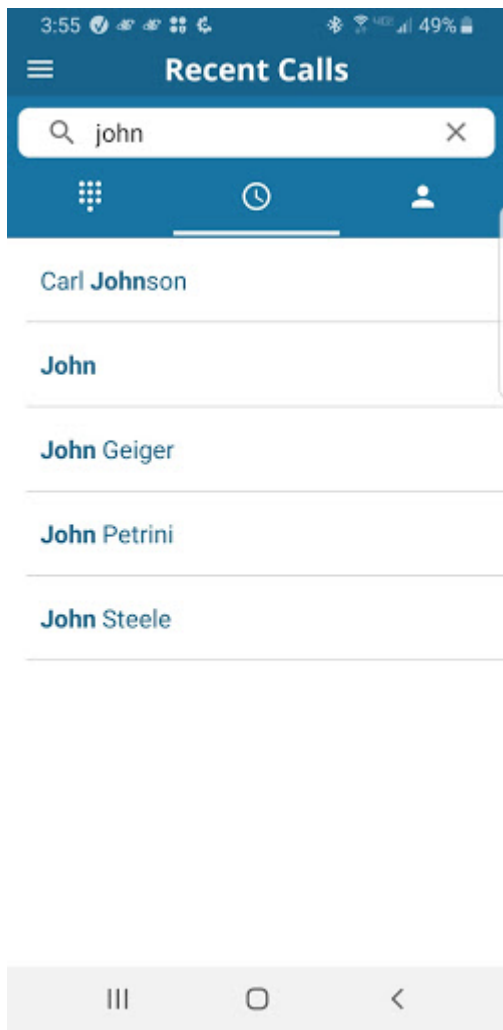 3:55 49%
Recent Calls
john
Carl Johnson
John
John Geiger
John Petrini
John Steele